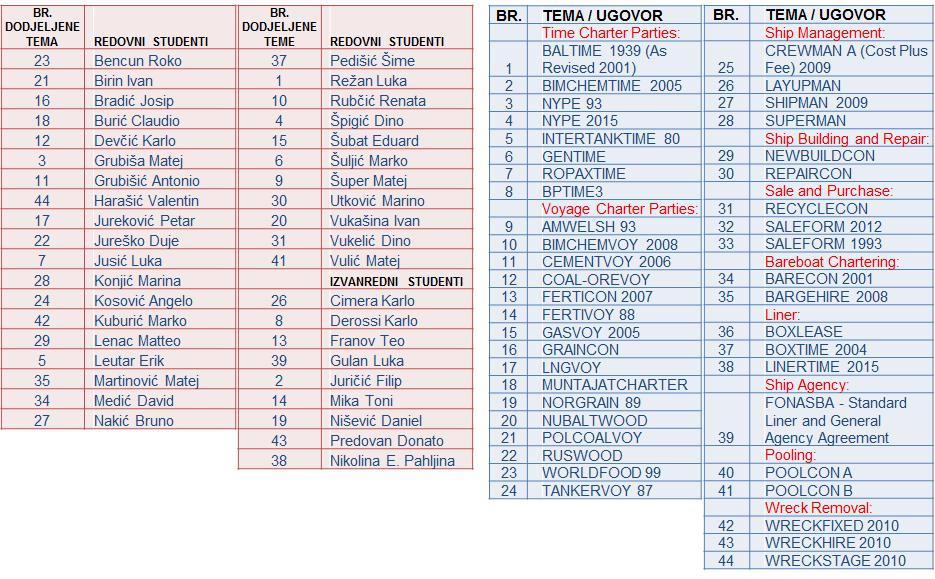 BR. DODJELJENE TEMA REDOVNI STUDENTI
23 Bencun Roko
21 Birin Ivan
16 Bradić Josip
18 Burić Claudio
12 Devčić Karlo
3 Grubiša Matej
11 Grubišić Antonio
44 Harašić Valentin
17 Jureković Petar
22 Jureško Duje
7 Jusić Luka
28 Konjić Marina
24 Kosović Angelo
42 Kuburić Marko
29 Lenac Matteo
5 Leutar Erik
35 Martinović Matej
34 Medić David
27 Nakić Bruno
BR. DODJELJENE TEME REDOVNI STUDENTI
37 Pedišić Šime
1 Režan Luka
10 Rubčić Renata
4 Špigić Dino
15 Šubat Eduard
6 Šuljić Marko
9 Šuper Matej
30 Utković Marino
20 Vukašina Ivan
31 Vukelić Dino
41 Vulić Matej
IZVANREDNI STUDENTI
26 Cimera Karlo
8 Derossi Karlo
13 Franov Teo
39 Gulan Luka
2 Juričić Filip
14 Mika Toni
19 Nišević Daniel
43 Predovan Donato
38 Nikolina E. Pahljina
BR. TEMA / UGOVOR
Time Charter Parties:
BALTIME 1939 (As
1 Revised 2001)
2 BIMCHEMTIME 2005
3 NYPE 93
4 NYPE 2015
5 INTERTANKTIME 80
6 GENTIME
7 ROPAXTIME
8 BPTIME3
Voyage Charter Parties:
9 AMWELSH 93
10 BIMCHEMVOY 2008
11 CEMENTVOY 2006
12 COAL-OREVOY
13 FERTICON 2007
14 FERTIVOY 88
15 GASVOY 2005
16 GRAINCON
17 LNGVOY
18 MUNTAJATCHARTER
19 NORGRAIN 89
20 NUBALTWOOD
21 POLCOALVOY
22 RUSWOOD
23 WORLDFOOD 99
24 TANKERVOY 87
BR. TEMA / UGOVOR
Ship Management:
CREWMAN A (Cost Plus
25 Fee) 2009
26 LAYUPMAN
27 SHIPMAN 2009
28 SUPERMAN
Ship Building and Repair:
29 NEWBUILDCON
30 REPAIRCON
Sale and Purchase:
31 RECYCLECON
32 SALEFORM 2012
33 SALEFORM 1993
Bareboat Chartering:
34 BARECON 2001
35 BARGEHIRE 2008
Liner:
36 BOXLEASE
37 BOXTIME 2004
38 LINERTIME 2015
Ship Agency:
FONASBA - Standard
Liner and General
39 Agency Agreement
Pooling:
40 POOLCON A
41 POOLCON B
Wreck Removal:
42 WRECKFIXED 2010
43 WRECKHIRE 2010
44 WRECKSTAGE 2010